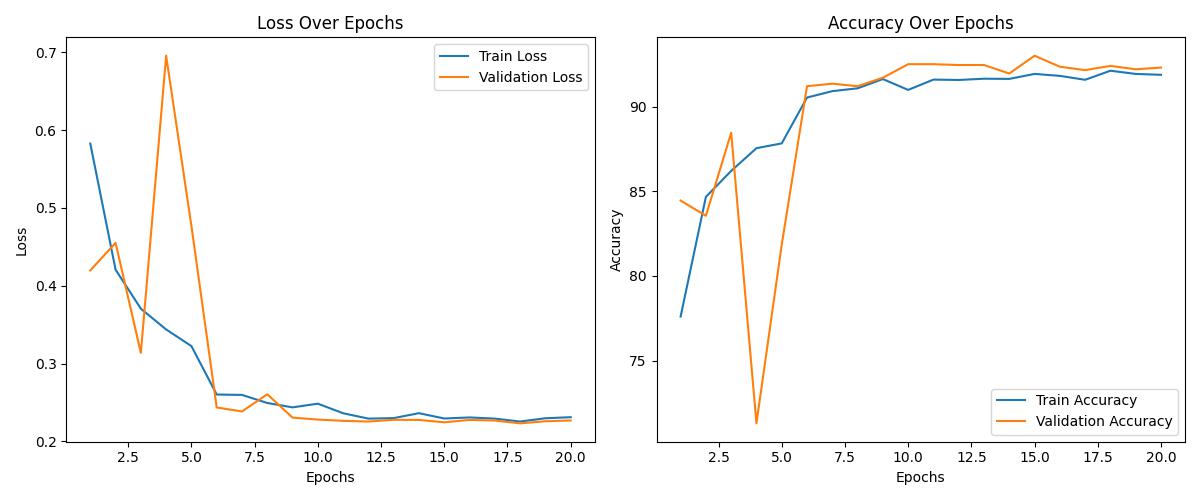 Loss Over Epochs
0.7
0.6
0.5
0.4
0.3
0.2
Loss
2.5 5.0 7.5 10.0 12.5 15.0 17.5 20.0
Epochs
Train Loss
Validation Loss
Accuracy Over Epochs
90
85
80
75
Accuracy
2.5 5.0 7.5 10.0 12.5 15.0 17.5 20.0
Epochs
Train Accuracy
Validation Accuracy